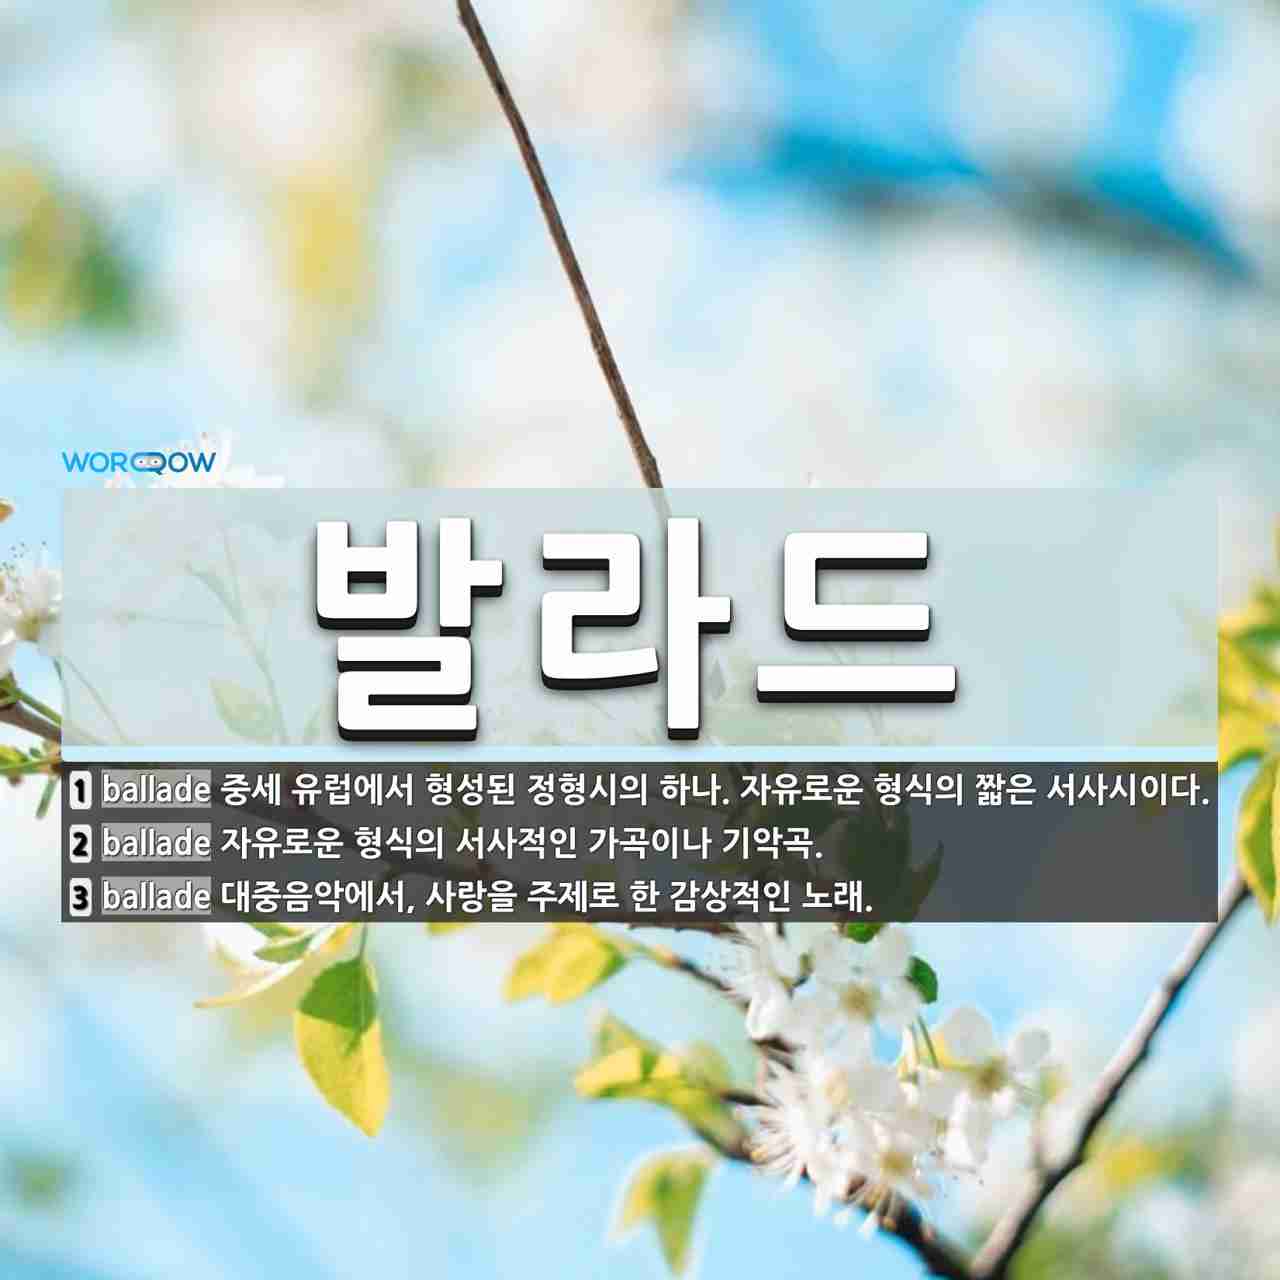 WORQROW
발라드
1 ballade 중세 유럽에서 형성된 정형시의 하나. 자유로운 형식의 짧은 서사시이다.
2 ballade 자유로운 형식의 서사적인 가곡이나 기악곡.
3 ballade 대중음악에서, 사랑을 주제로 한 감상적인 노래.